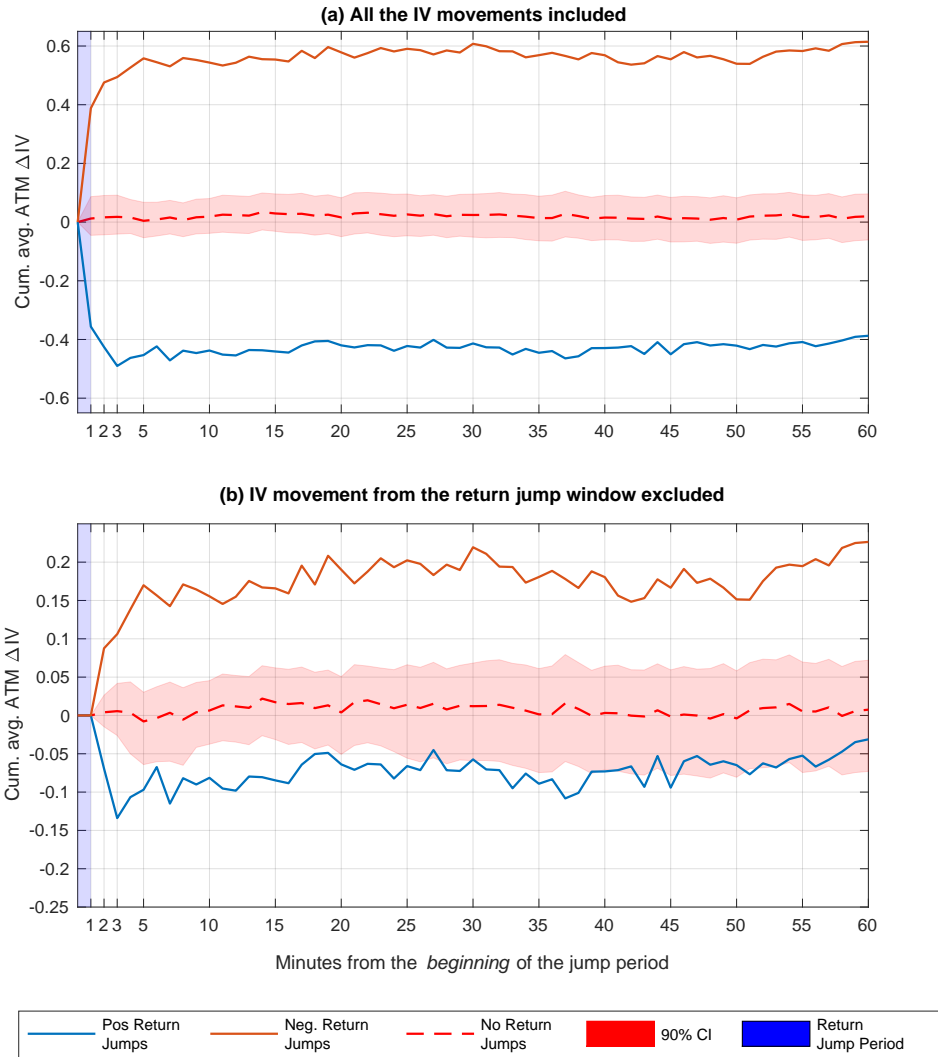 (a) All the IV movements included
0.6
0.4
0.2
0
-0.2
-0.4
-0.6
Cum. avg. ATM ΔIV
1 2 3 5 10 15 20 25 30 35 40 45 50 55 60
(b) IV movement from the return jump window excluded
0.2
0.15
0.1
0.05
0
-0.05
-0.1
-0.15
-0.2
-0.25
Cum. avg. ATM ΔIV
1 2 3 5 10 15 20 25 30 35 40 45 50 55 60
Minutes from the beginning of the jump period
Pos Return
Jumps
Neg. Return
Jumps
No Return
Jumps
90% CI
Return
Jump Period